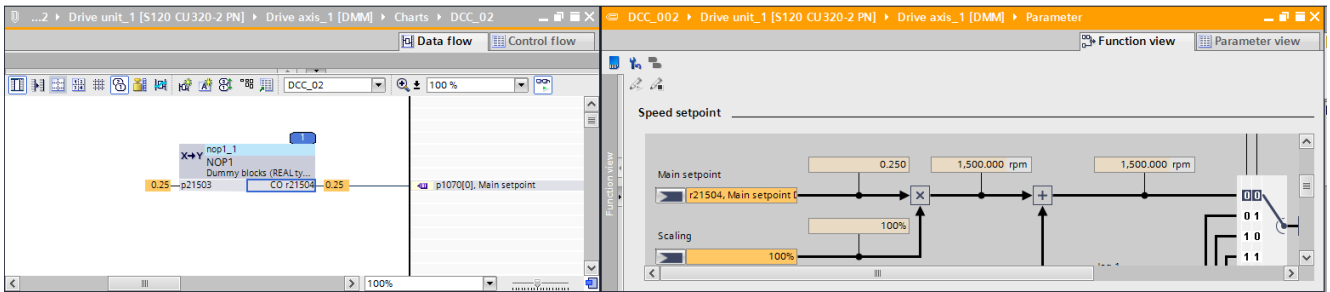 ...2 ▸ Drive unit_1 [S120 CU320-2 PN] ▸ Drive axis_1 [DMM] ▸ Charts ▸ DCC_02
Data flow
Control flow
DCC_02
100 %
1
X→Y
nop1_1
NOP1
Dummy blocks (REAL ty...
0.25
p21503
CO r21504
0.25
p1070[0], Main setpoint
100%
DCC_002 ▸ Drive unit_1 [S120 CU320-2 PN] ▸ Drive axis_1 [DMM] ▸ Parameter
Function view
Parameter view
Function view
Speed setpoint
0.250
1,500.000 rpm
1,500.000 rpm
Main setpoint
r21504, Main setpoint
×
+
100%
Scaling
100%
0 0
0 1
1 0
1 1